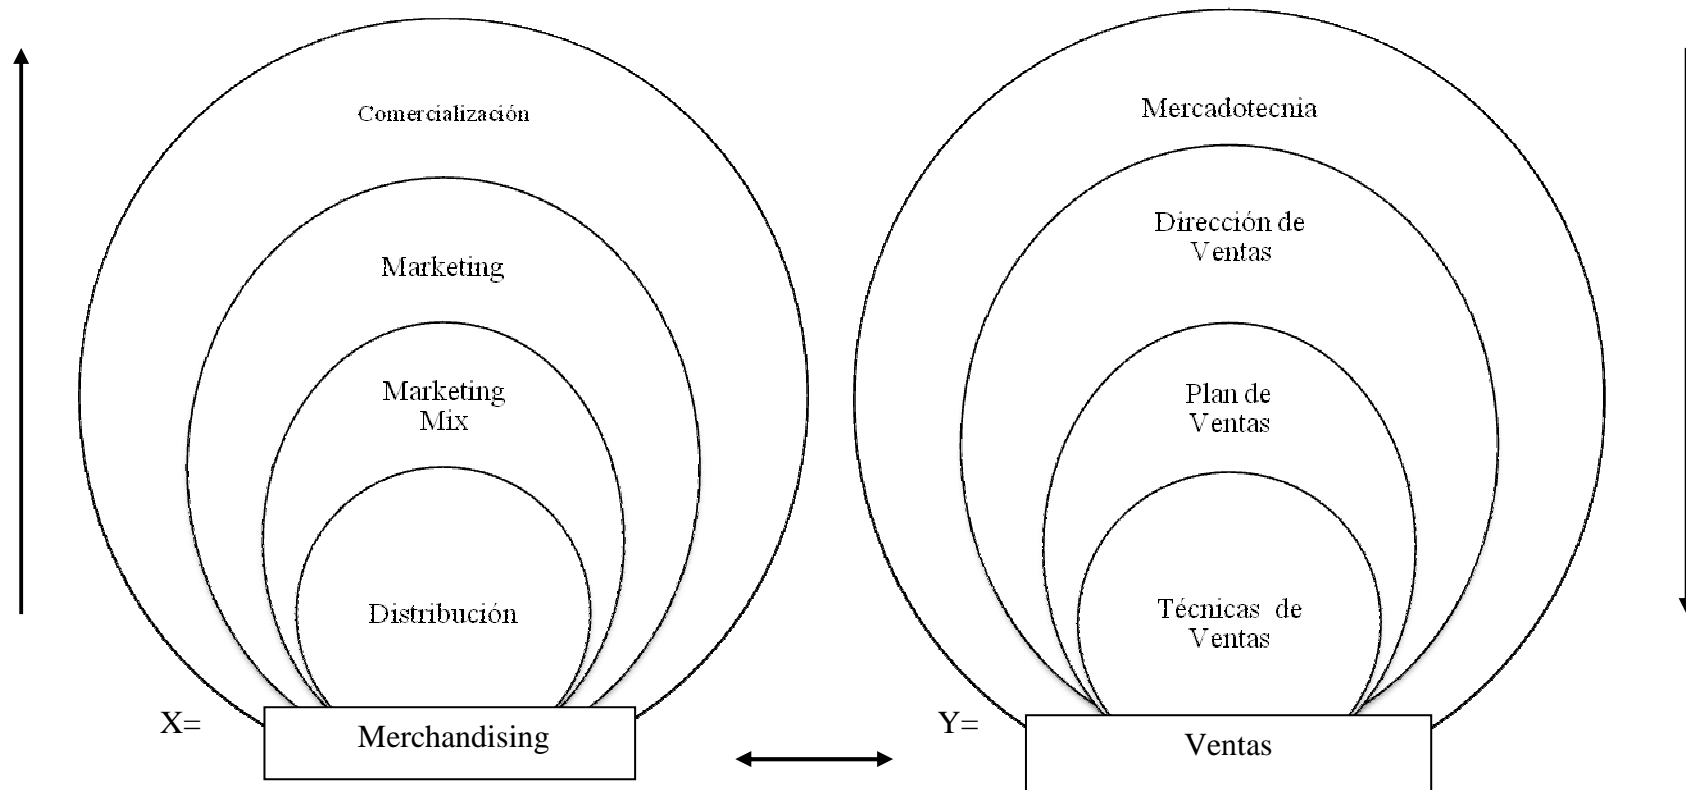 Comercialización
Marketing
Marketing
Mix
Distribución
X=
Merchandising
Mercadotecnia
Dirección de
Ventas
Plan de
Ventas
Técnicas de
Ventas
Y=
Ventas